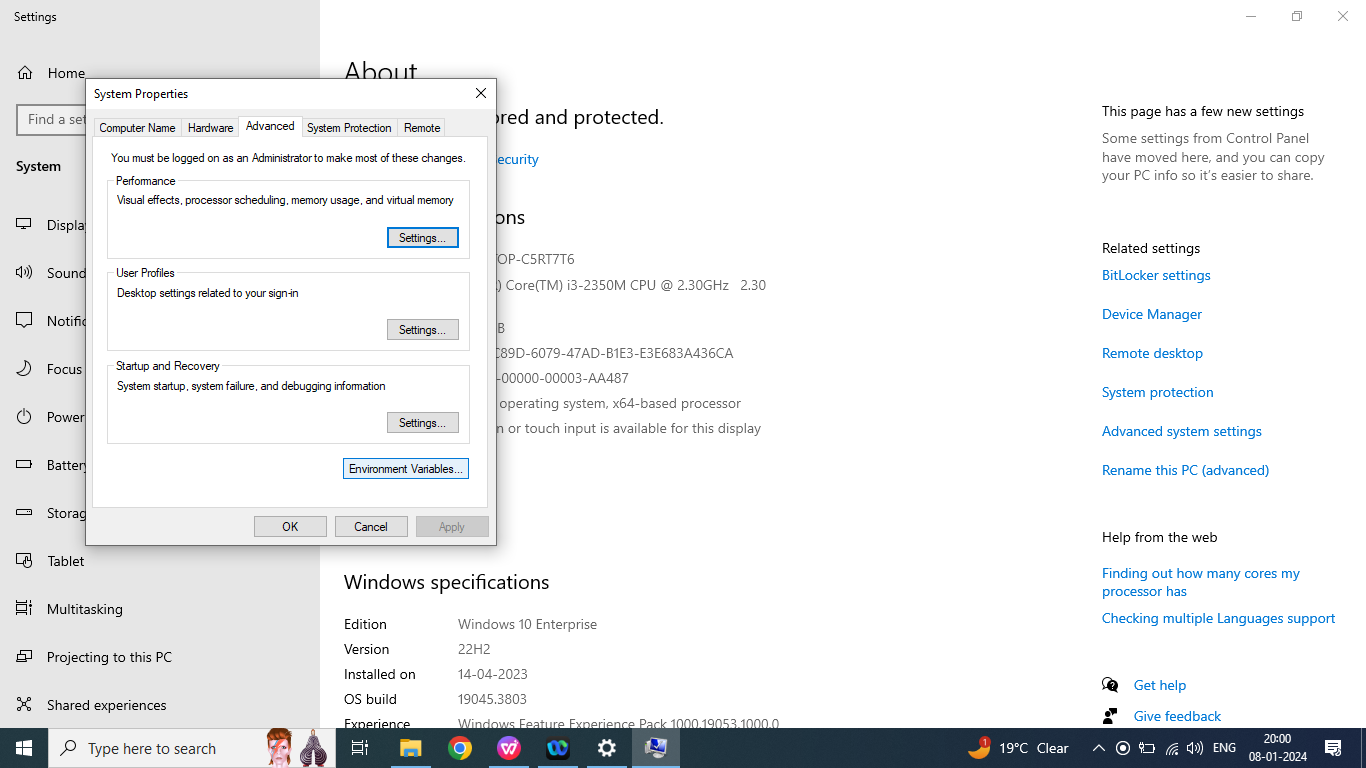 Settings
Home
Find a set
System
Display
Sound
Notific
Focus
Power
Battery
Storag
Tablet
Multitasking
Projecting to this PC
Shared experiences
System Properties
Computer Name Hardware Advanced System Protection Remote
You must be logged on as an Administrator to make most of these changes.
Performance
Visual effects, processor scheduling, memory usage, and virtual memory
Settings...
User Profiles
Desktop settings related to your sign-in
Settings...
Startup and Recovery
System startup, system failure, and debugging information
Settings...
Environment Variables...
OK Cancel Apply
About
ored and protected.
ecurity
ons
OP-C5RT7T6
) Core(TM) i3-2350M CPU @ 2.30GHz 2.30
B
C89D-6079-47AD-B1E3-E3E683A436CA
-00000-00003-AA487
operating system, x64-based processor
n or touch input is available for this display
Windows specifications
Edition Windows 10 Enterprise
Version 22H2
Installed on 14-04-2023
OS build 19045.3803
Experience Windows Feature Experience Pack 1000.19053.1000.0
This page has a few new settings
Some settings from Control Panel
have moved here, and you can copy
your PC info so it's easier to share.
Related settings
BitLocker settings
Device Manager
Remote desktop
System protection
Advanced system settings
Rename this PC (advanced)
Help from the web
Finding out how many cores my
processor has
Checking multiple Languages support
Get help
Give feedback
Type here to search
1
19°C Clear
ENG
20:00
08-01-2024